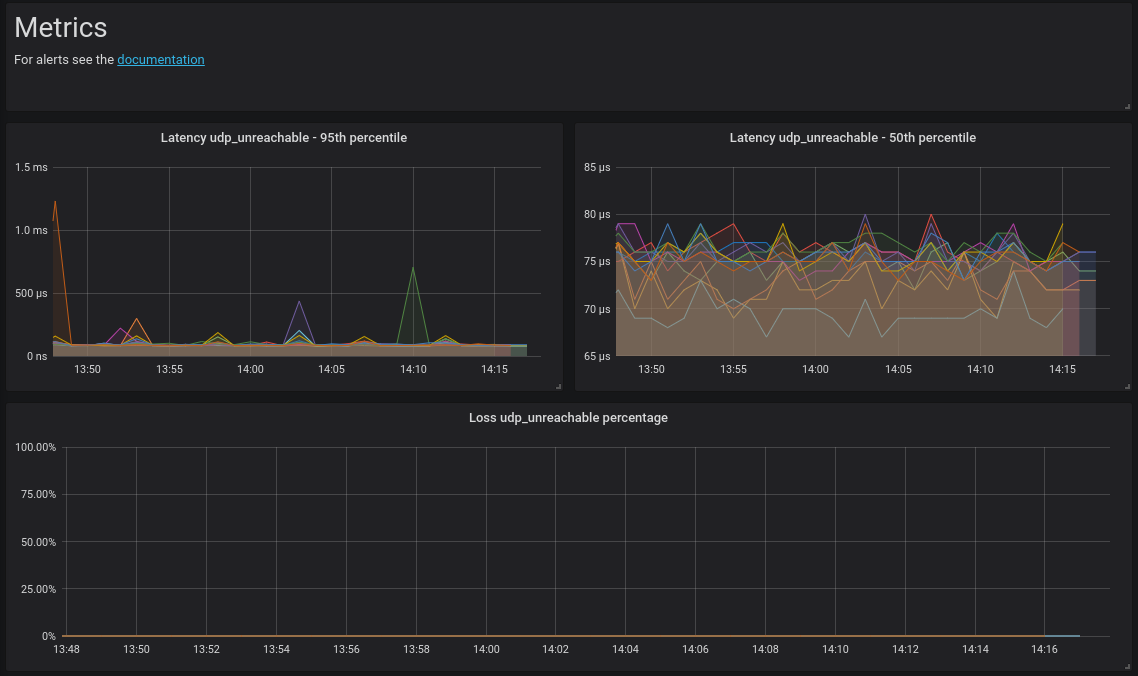 Metrics
For alerts see the documentation
Latency udp_unreachable - 95th percentile
1.5 ms
1.0 ms
500 µs
0 ns
13:50 13:55 14:00 14:05 14:10 14:15
Latency udp_unreachable - 50th percentile
85 µs
80 µs
75 µs
70 µs
65 µs
13:50 13:55 14:00 14:05 14:10 14:15
Loss udp_unreachable percentage
100.00%
75.00%
50.00%
25.00%
0%
13:48 13:50 13:52 13:54 13:56 13:58 14:00 14:02 14:04 14:06 14:08 14:10 14:12 14:14 14:16